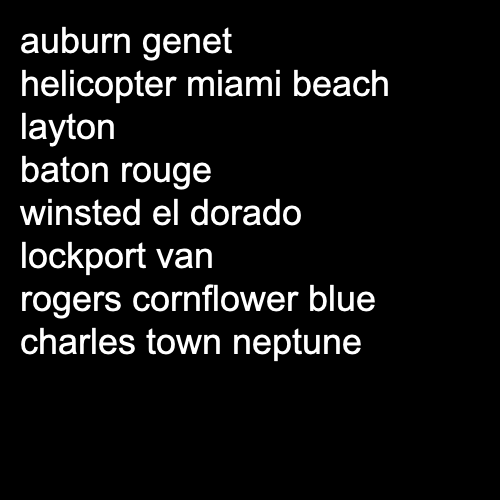 auburn genet
helicopter miami beach
layton
baton rouge
winsted el dorado
lockport van
rogers cornflower blue
charles town neptune